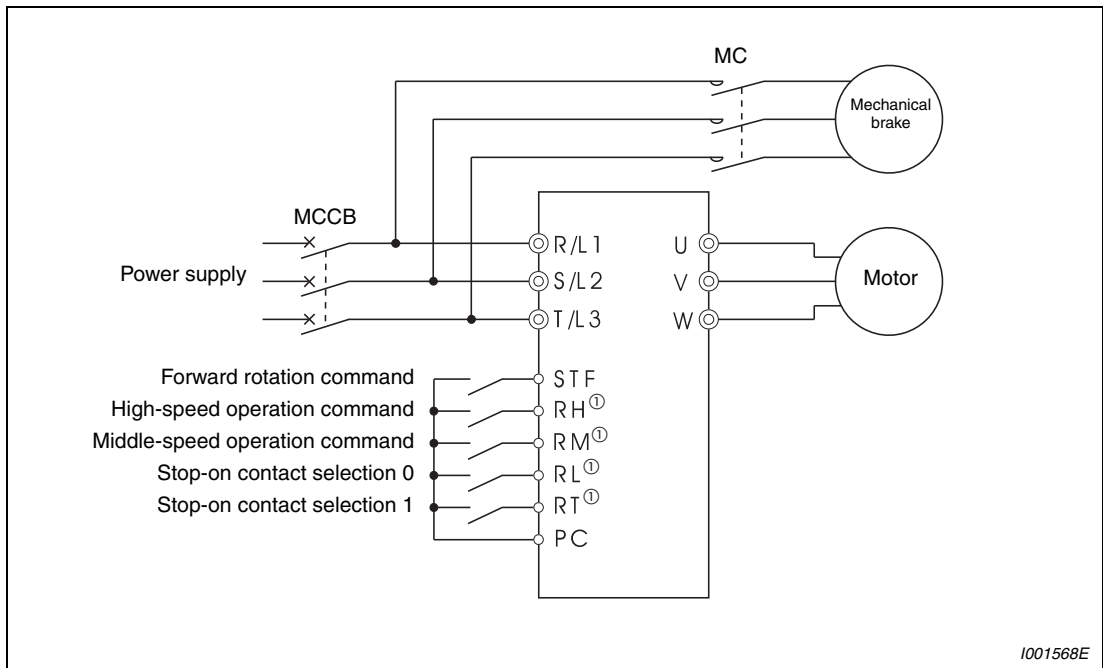 MC
Mechanical
brake
MCCB
Power supply
R/L1
S/L2
T/L3
U
V
W
Motor
Forward rotation command
STF
High-speed operation command
RH①
Middle-speed operation command
RM①
Stop-on contact selection 0
RL①
Stop-on contact selection 1
RT①
PC
I001568E